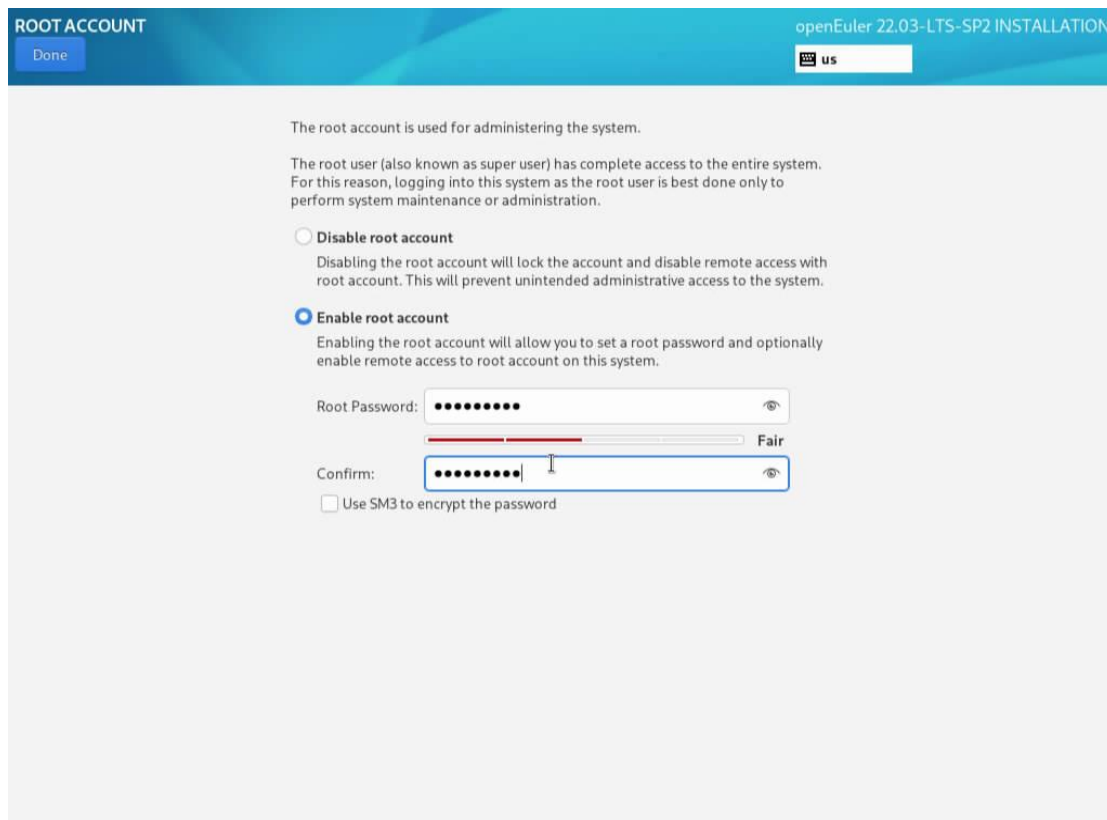 ROOT ACCOUNT
openEuler 22.03-LTS-SP2 INSTALLATION
Done
us
The root account is used for administering the system.
The root user (also known as super user) has complete access to the entire system.
For this reason, logging into this system as the root user is best done only to
perform system maintenance or administration.
Disable root account
Disabling the root account will lock the account and disable remote access with
root account. This will prevent unintended administrative access to the system.
Enable root account
Enabling the root account will allow you to set a root password and optionally
enable remote access to root account on this system.
Root Password: ●●●●●●●●●
Fair
Confirm: ●●●●●●●●●
Use SM3 to encrypt the password